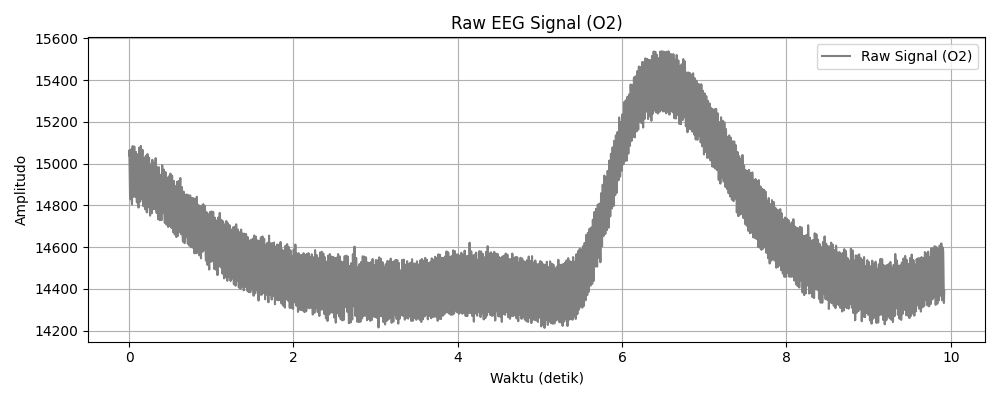 Raw EEG Signal (O2)
15600
15400
15200
15000
14800
14600
14400
14200
Amplitudo
Raw Signal (O2)
0 2 4 6 8 10
Waktu (detik)